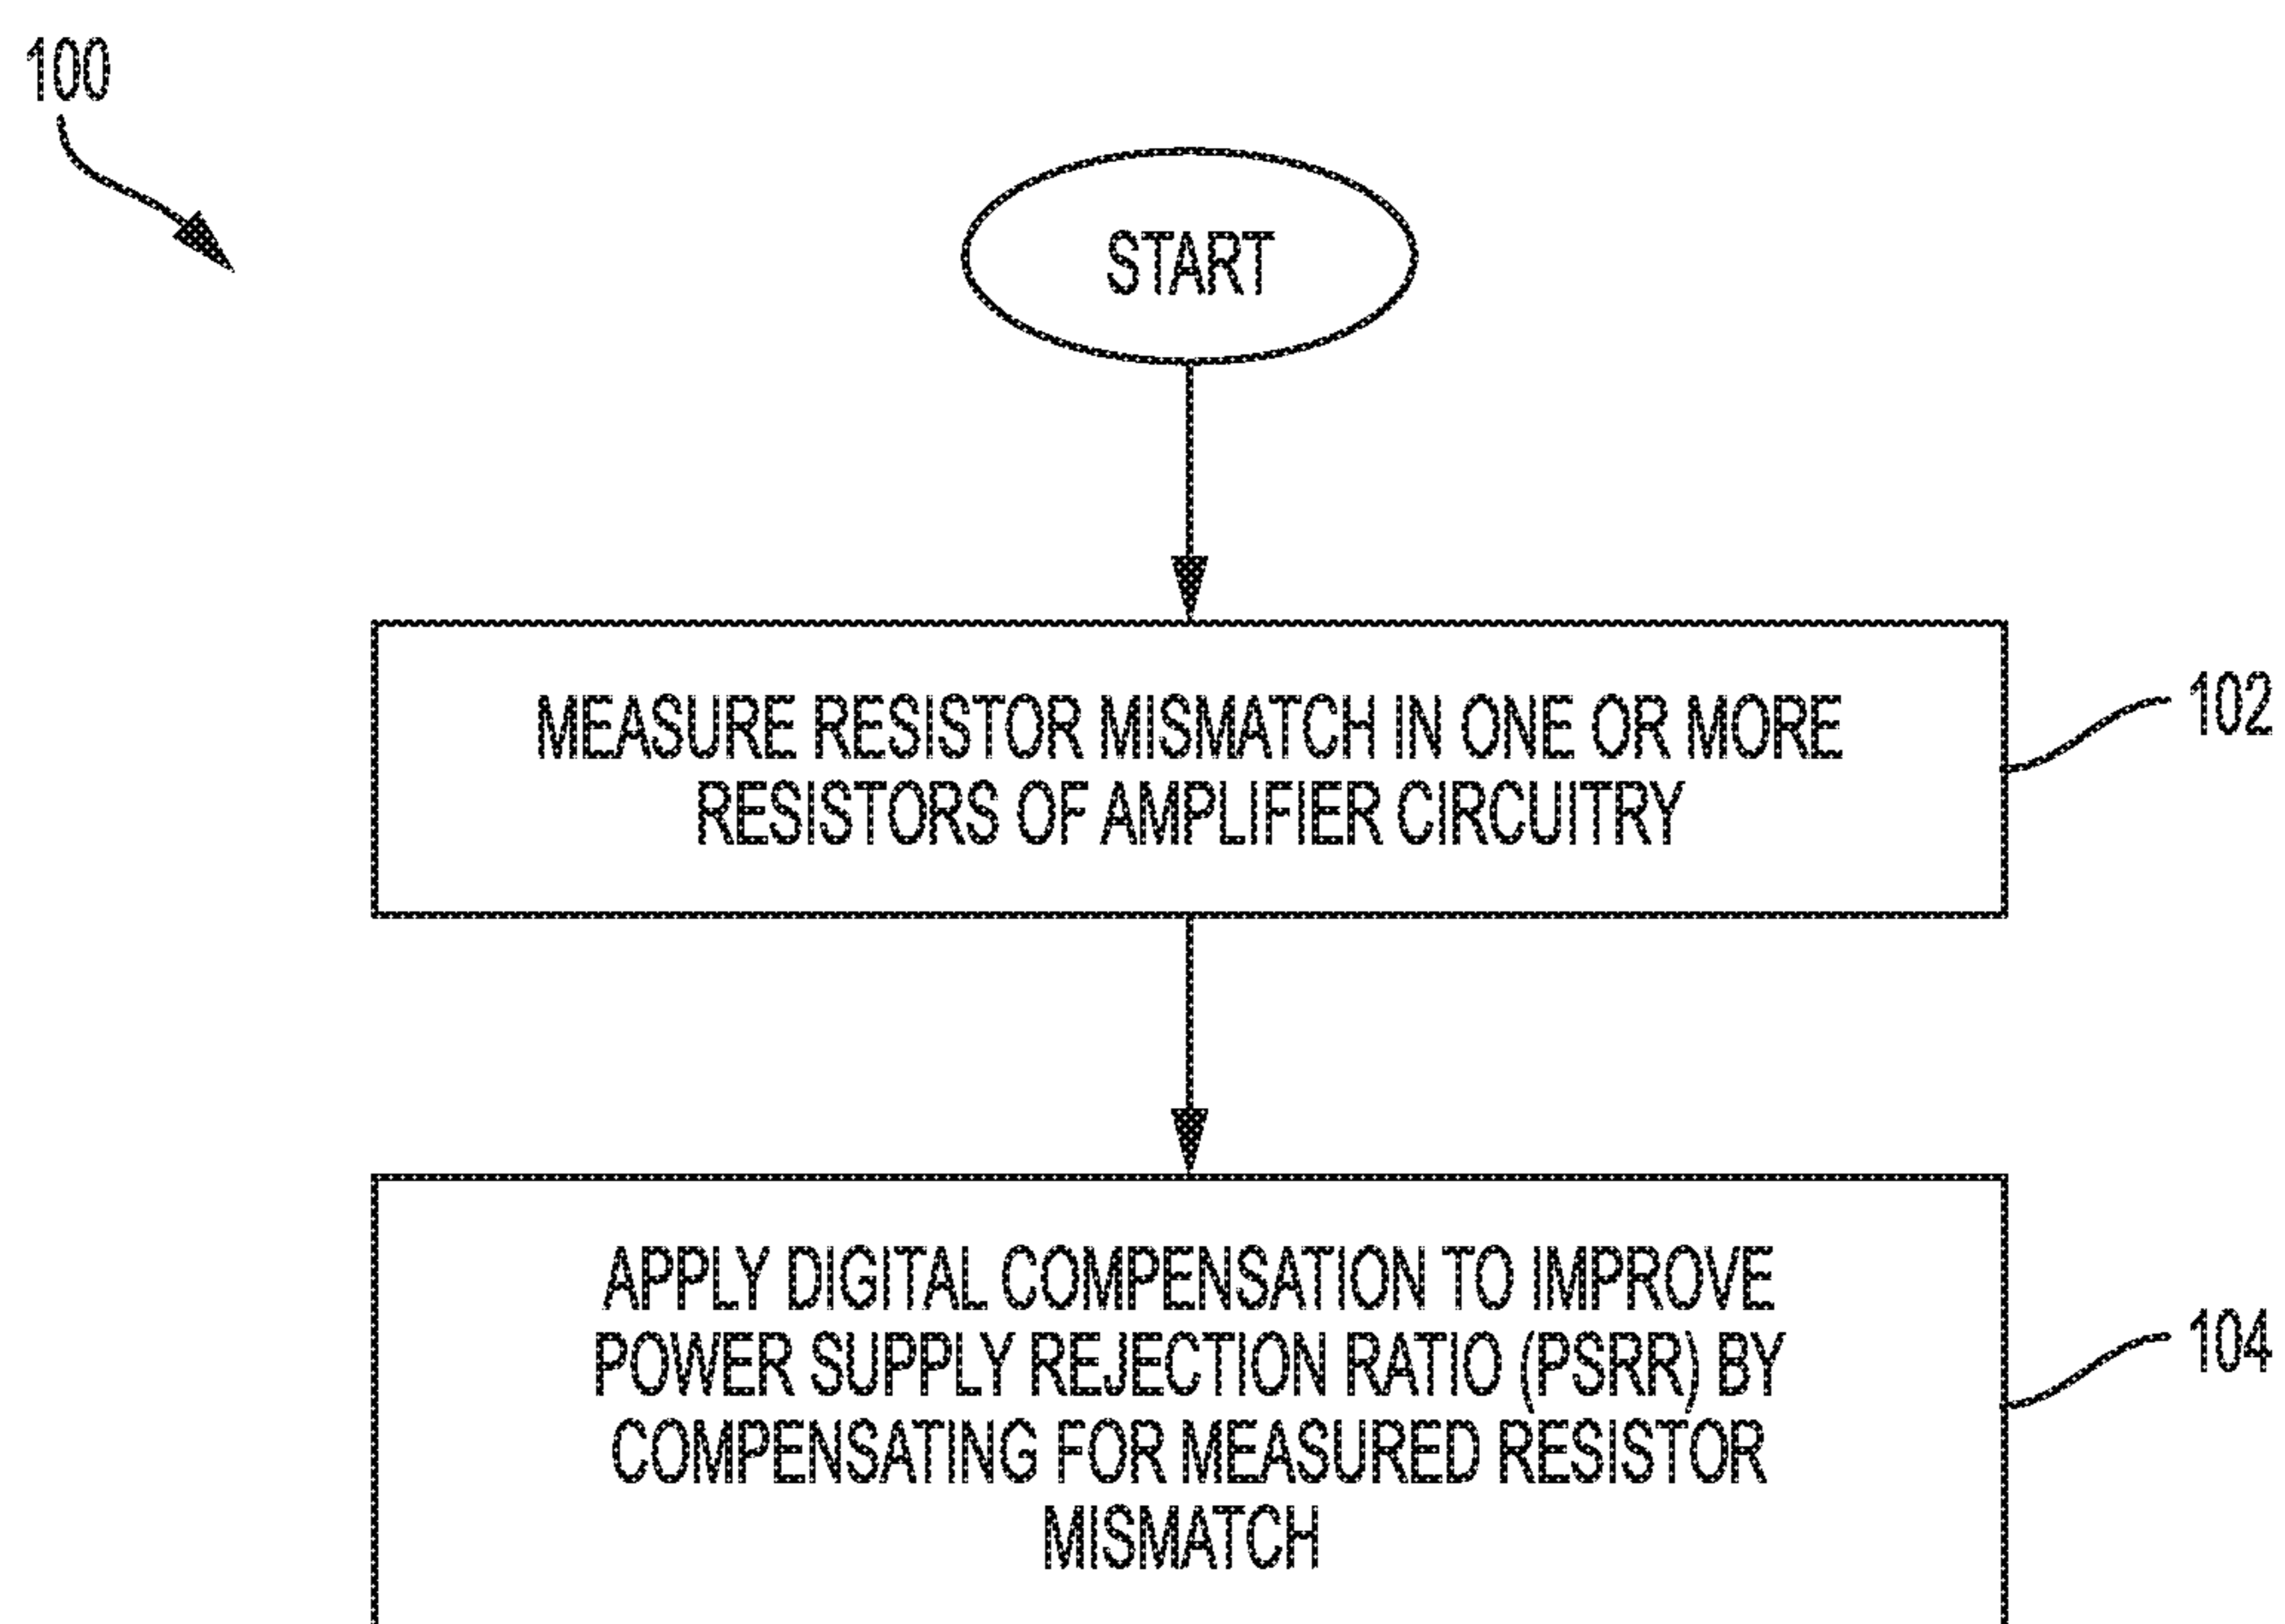 100
START
MEASURE RESISTOR MISMATCH IN ONE OR MORE
RESISTORS OF AMPLIFIER CIRCUITRY
102
APPLY DIGITAL COMPENSATION TO IMPROVE
POWER SUPPLY REJECTION RATIO (PSRR) BY
COMPENSATING FOR MEASURED RESISTOR
MISMATCH
104